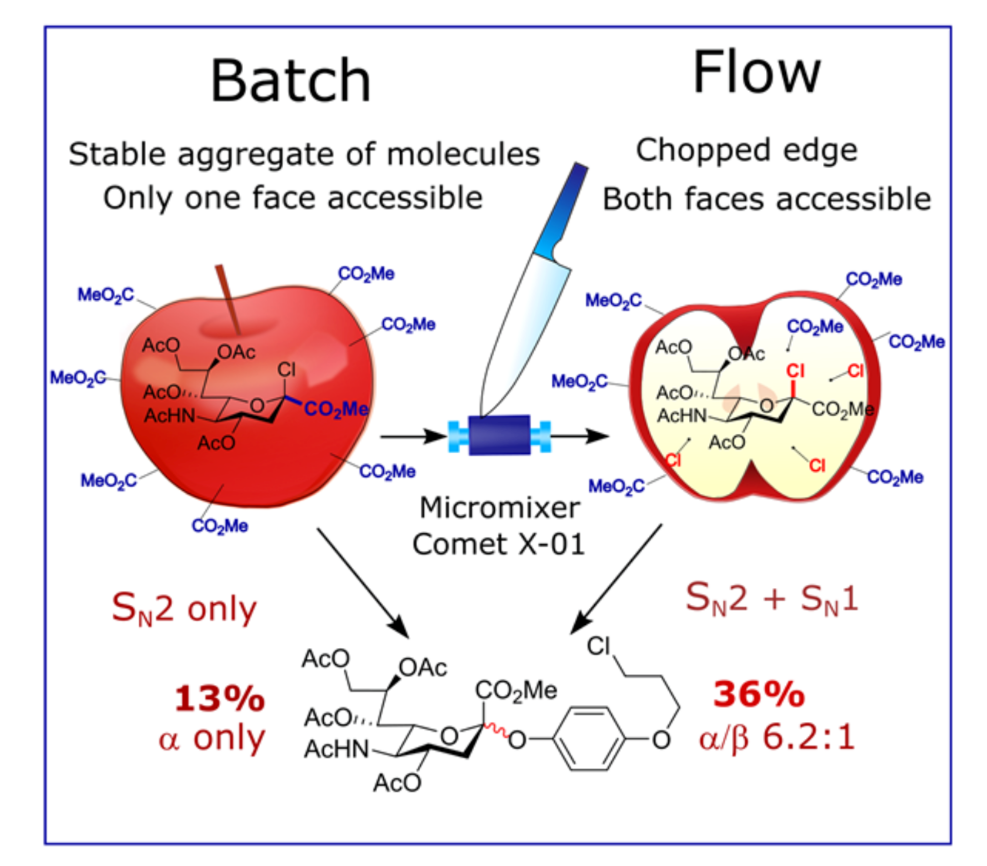 Batch
Flow
Stable aggregate of molecules
Only one face accessible
Chopped edge
Both faces accessible
CO₂Me
MeO₂C
CO₂Me
MeO₂C
AcO
OAc
Cl
AcO
O
CO₂Me
AcHN
AcO
MeO₂C
CO₂Me
CO₂Me
CO₂Me
MeO₂C
CO₂Me
CO₂Me
AcO
OAc
Cl
Cl
MeO₂C
AcO
O
CO₂Me
AcHN
AcO
Cl
Cl
MeO₂C
CO₂Me
Micromixer
Comet X-01
S_N2 only
S_N2 + S_N1
13%
α only
AcO
OAc
CO₂Me
AcO
O
O
AcHN
AcO
Cl
O
36%
α/β 6.2:1